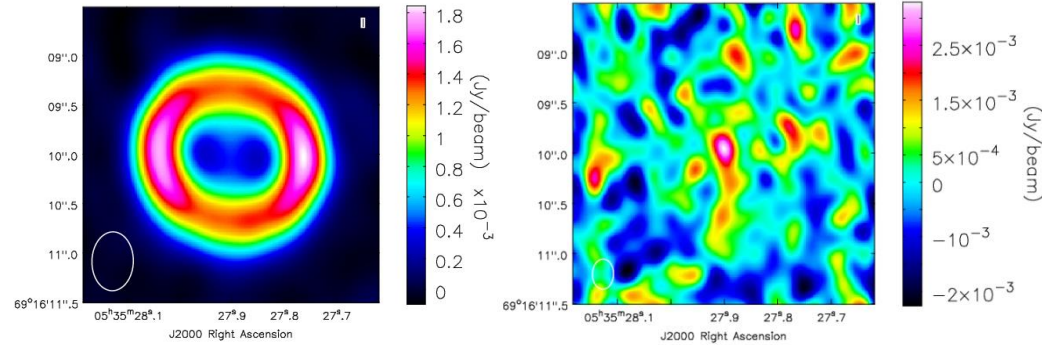 09".0
09".5
10".0
10".5
11".0
69°16'11".5
05ʰ35ᵐ28ˢ.1
27ˢ.9
27ˢ.8
27ˢ.7
J2000 Right Ascension
1.8
1.6
1.4
1.2
1
0.8
0.6
0.4
0.2
0
(Jy/beam) ×10⁻³
09".0
09".5
10".0
10".5
11".0
69°16'11".5
05ʰ35ᵐ28ˢ.1
27ˢ.9
27ˢ.8
27ˢ.7
J2000 Right Ascension
2.5×10⁻³
1.5×10⁻³
5×10⁻⁴
0
−10⁻³
−2×10⁻³
(Jy/beam)